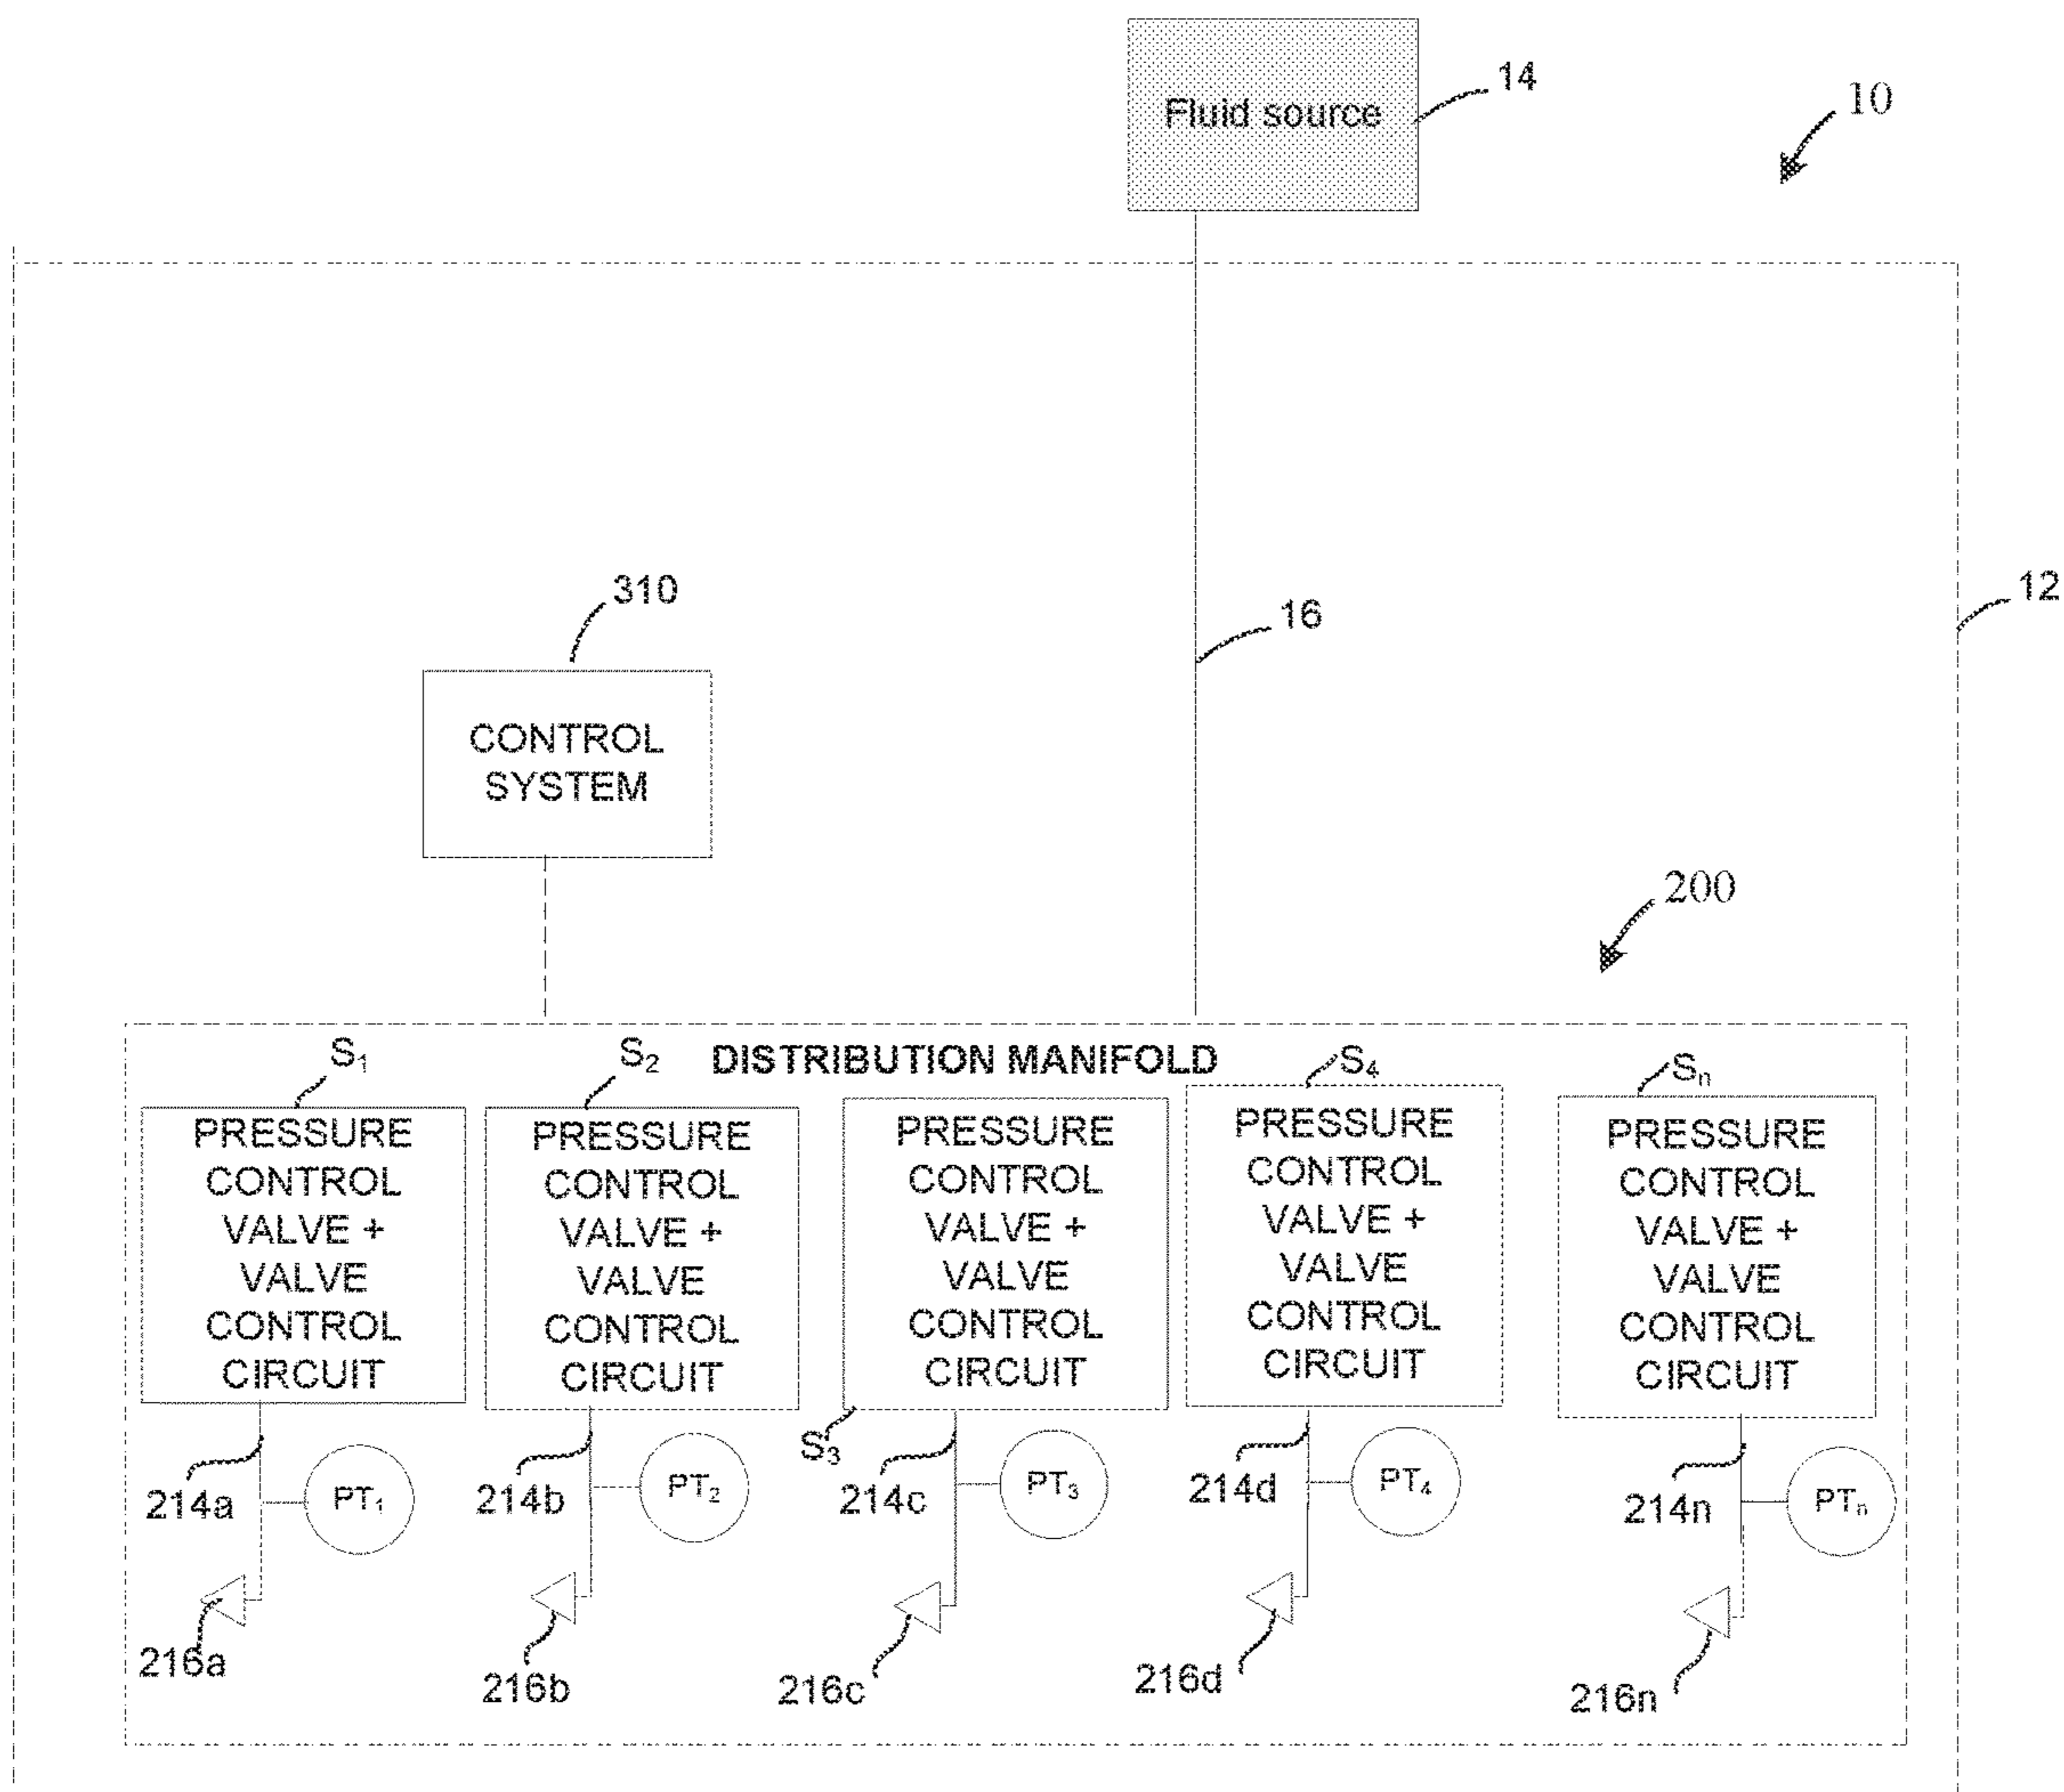 Fluid source
14
10
12
16
310
CONTROL
SYSTEM
200
DISTRIBUTION MANIFOLD
S1
PRESSURE
CONTROL
VALVE +
VALVE
CONTROL
CIRCUIT
S2
PRESSURE
CONTROL
VALVE +
VALVE
CONTROL
CIRCUIT
S3
PRESSURE
CONTROL
VALVE +
VALVE
CONTROL
CIRCUIT
S4
PRESSURE
CONTROL
VALVE +
VALVE
CONTROL
CIRCUIT
Sn
PRESSURE
CONTROL
VALVE +
VALVE
CONTROL
CIRCUIT
214a
PT1
214b
PT2
214c
PT3
214d
PT4
214n
PTn
216a
216b
216c
216d
216n